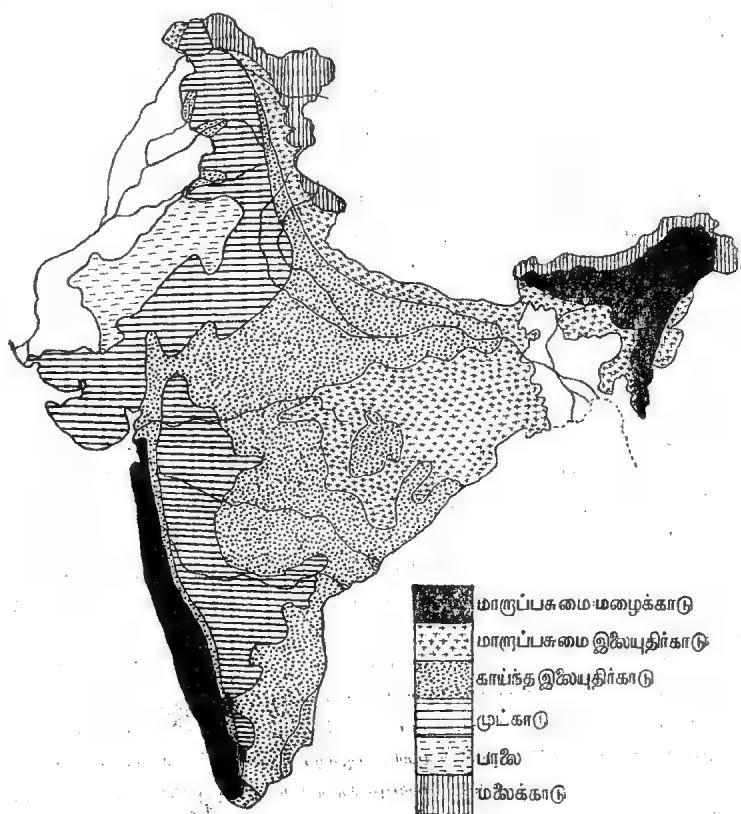 மாறாப்பசுமை மழைக்காடு
மாறாப்பசுமை இலையுதிர்காடு
காய்ந்த இலையுதிர்காடு
முட்காடு
பாலை
மலைக்காடு